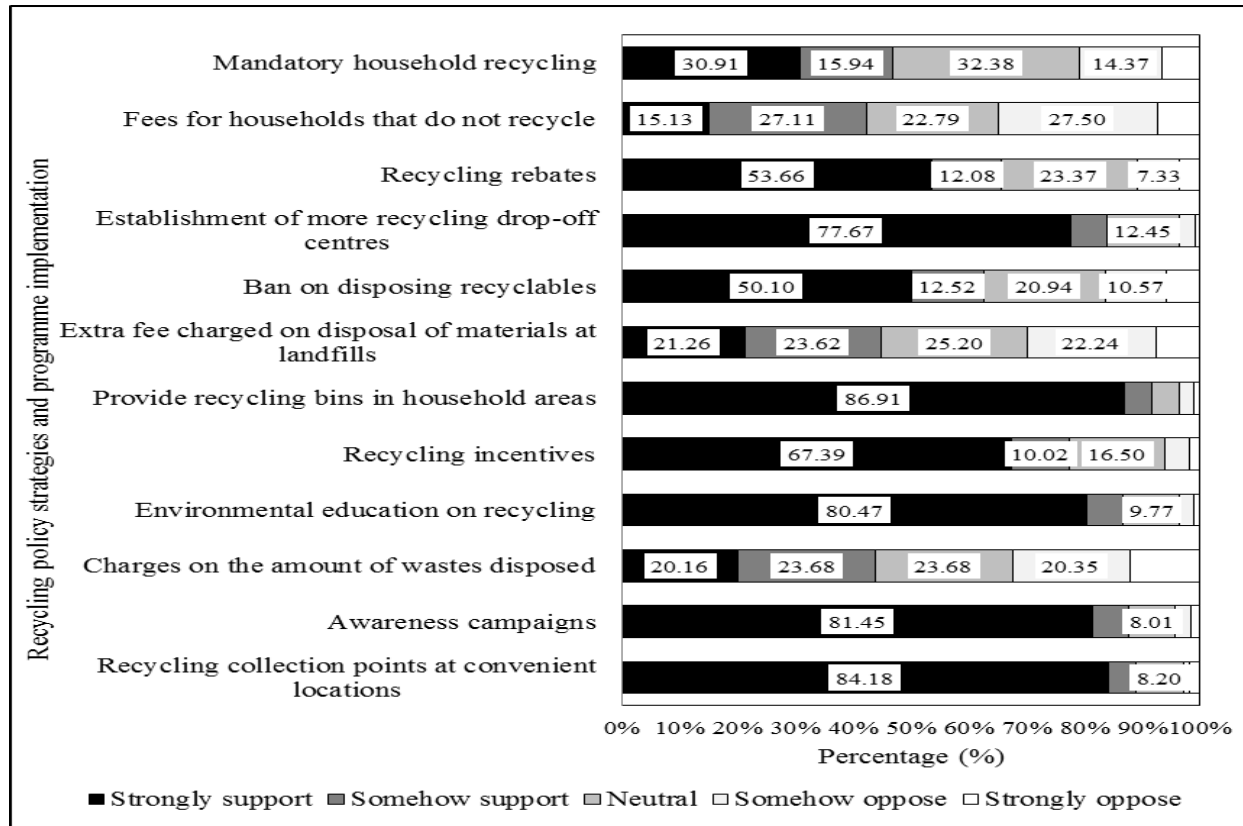 Recycling policy strategies and programme implementation
Mandatory household recycling
30.91 15.94 32.38 14.37
Fees for households that do not recycle
15.13 27.11 22.79 27.50
Recycling rebates
53.66 12.08 23.37 7.33
Establishment of more recycling drop-off
centres
77.67 12.45
Ban on disposing recyclables
50.10 12.52 20.94 10.57
Extra fee charged on disposal of materials at
landfills
21.26 23.62 25.20 22.24
Provide recycling bins in household areas
86.91
Recycling incentives
67.39 10.02 16.50
Environmental education on recycling
80.47 9.77
Charges on the amount of wastes disposed
20.16 23.68 23.68 20.35
Awareness campaigns
81.45 8.01
Recycling collection points at convenient
locations
84.18 8.20
0% 10% 20% 30% 40% 50% 60% 70% 80% 90% 100%
Percentage (%)
Strongly support Somehow support Neutral Somehow oppose Strongly oppose